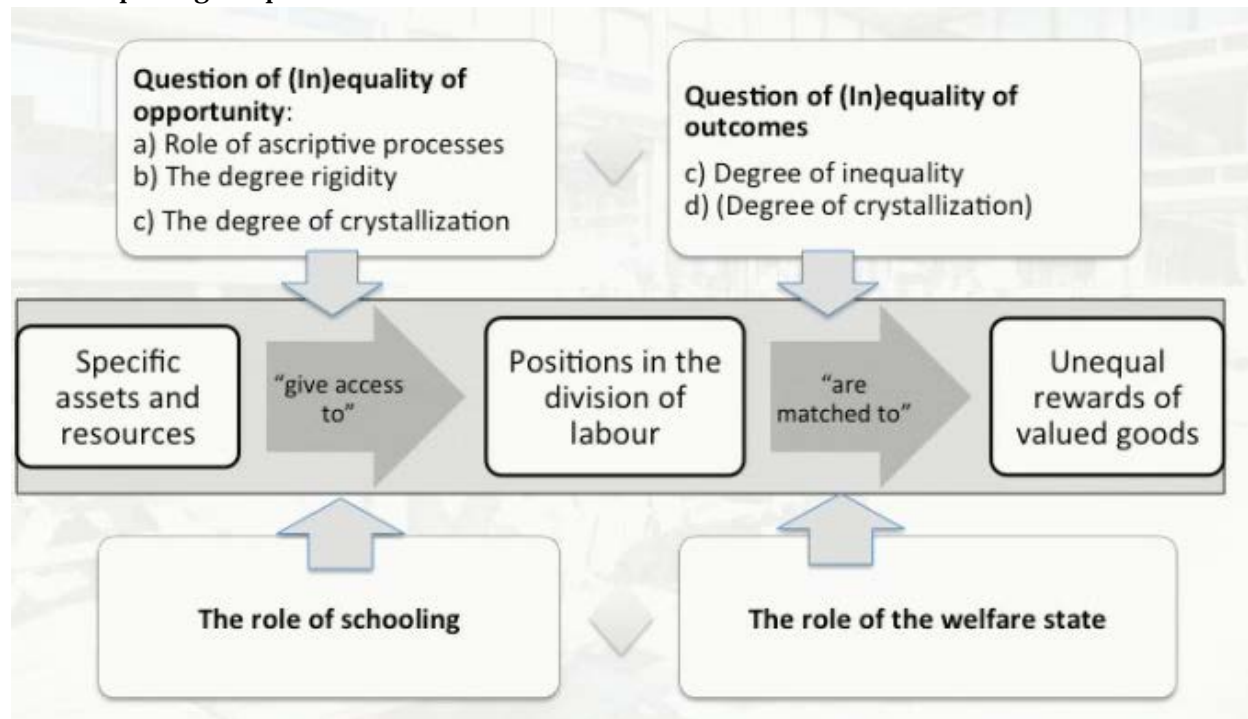 Question of (In)equality of
opportunity:
a) Role of ascriptive processes
b) The degree rigidity
c) The degree of crystallization
Question of (In)equality of
outcomes
c) Degree of inequality
d) (Degree of crystallization)
Specific
assets and
resources
“give access
to”
Positions in the
division of
labour
“are
matched to”
Unequal
rewards of
valued goods
The role of schooling
The role of the welfare state